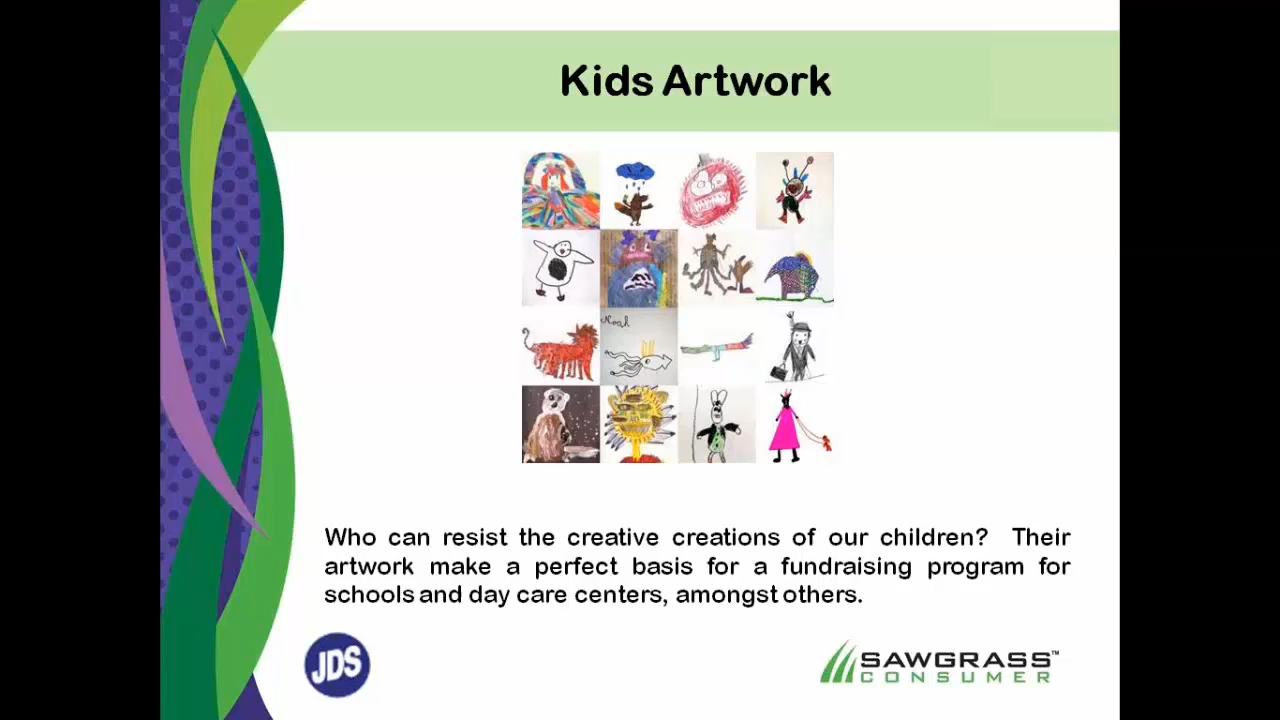 Kids Artwork
Noah
Who can resist the creative creations of our children? Their
artwork make a perfect basis for a fundraising program for
schools and day care centers, amongst others.
JDS
SAWGRASS™
CONSUMER